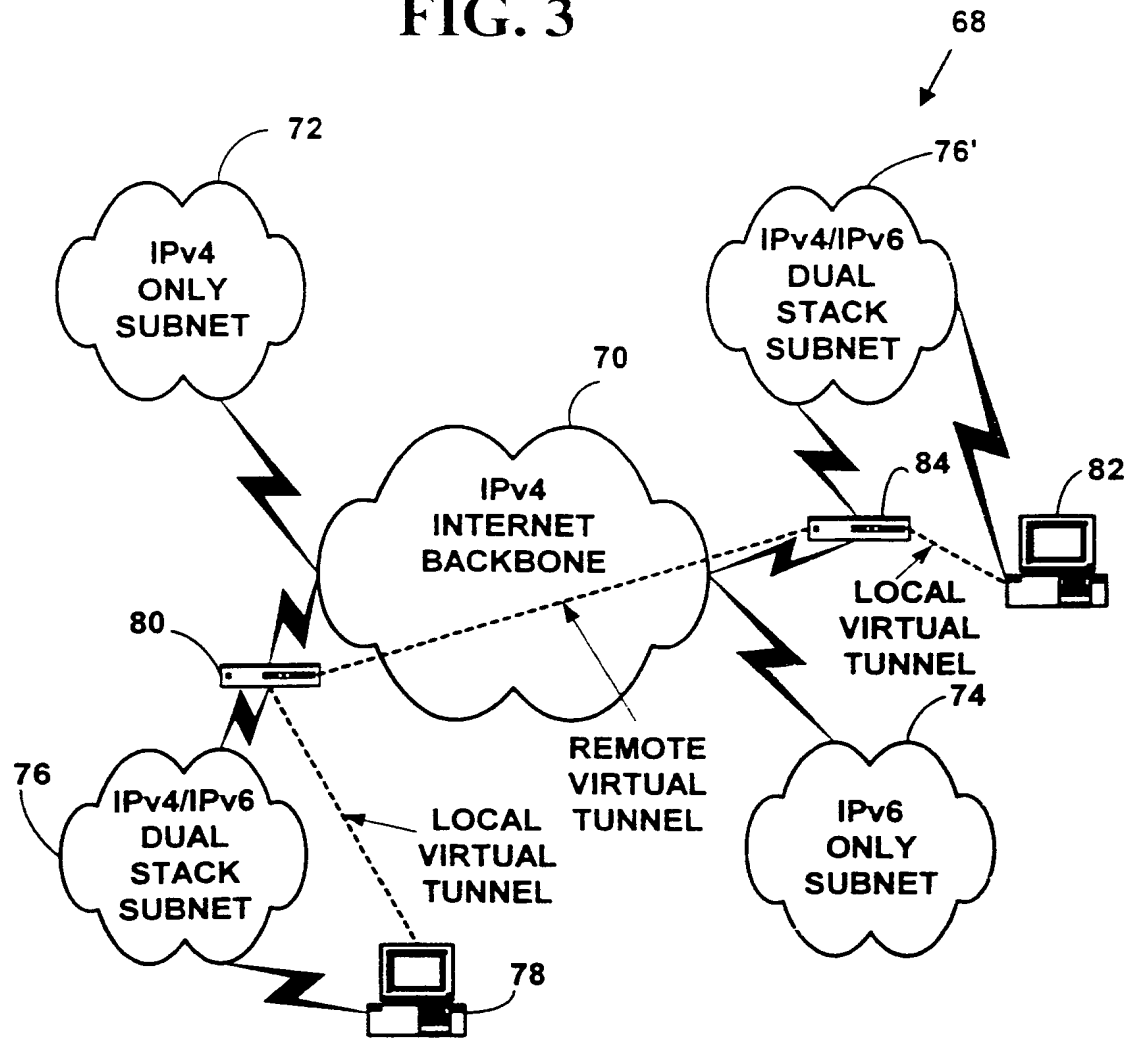 FIG. 3
68
72
76'
IPv4
ONLY
SUBNET
IPv4/IPv6
DUAL
STACK
SUBNET
70
84
82
IPv4
INTERNET
BACKBONE
LOCAL
VIRTUAL
TUNNEL
80
74
REMOTE
VIRTUAL
TUNNEL
76
IPv4/IPv6
DUAL
STACK
SUBNET
LOCAL
VIRTUAL
TUNNEL
IPv6
ONLY
SUBNET
78